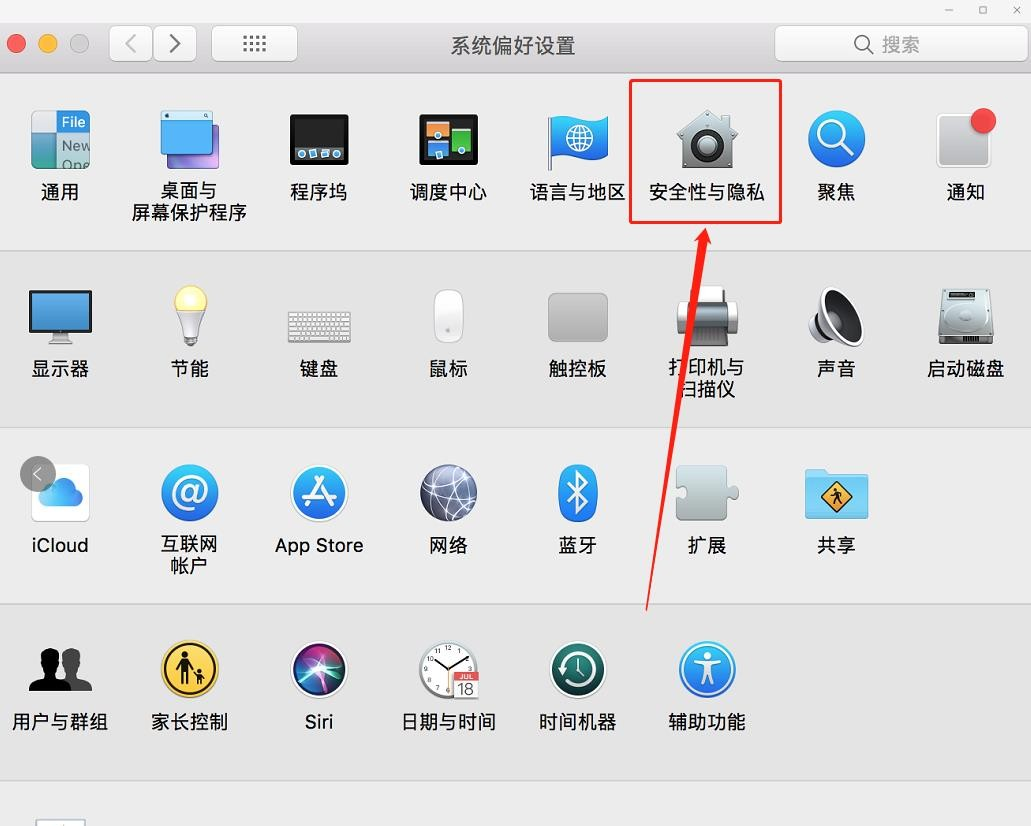 系统偏好设置
搜索
File
New
Ope
通用
桌面与
屏幕保护程序
程序坞
调度中心
语言与地区
安全性与隐私
聚焦
通知
显示器
节能
键盘
鼠标
触控板
打印机与
扫描仪
声音
启动磁盘
iCloud
互联网
帐户
App Store
网络
蓝牙
扩展
共享
用户与群组
家长控制
Siri
JUL
18
日期与时间
时间机器
辅助功能